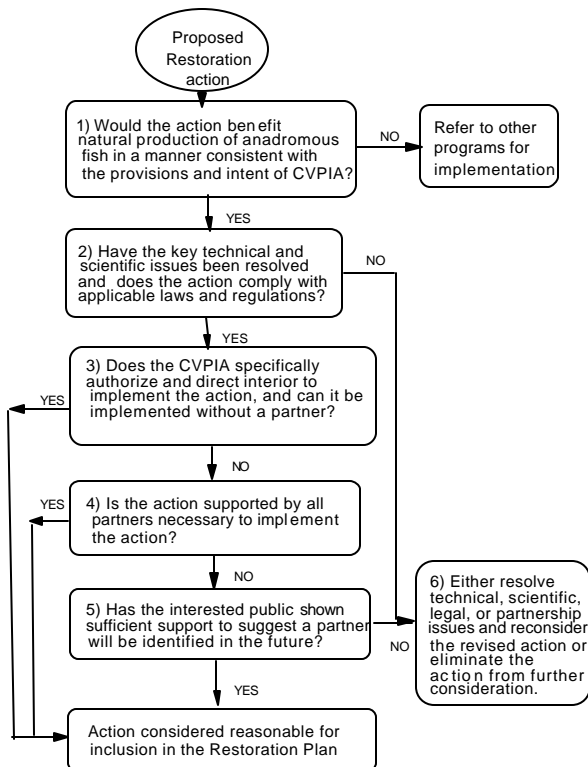 Proposed
Restoration
action
1) Would the action benefit
natural production of anadromous
fish in a manner consistent with
the provisions and intent of CVPIA?
NO
Refer to other
programs for
implementation
YES
2) Have the key technical and
scientific issues been resolved
and does the action comply with
applicable laws and regulations?
NO
YES
3) Does the CVPIA specifically
authorize and direct interior to
implement the action, and can it be
implemented without a partner?
YES
NO
4) Is the action supported by all
partners necessary to implement
the action?
YES
NO
5) Has the interested public shown
sufficient support to suggest a partner
will be identified in the future?
NO
6) Either resolve
technical, scientific,
legal, or partnership
issues and reconsider
the revised action or
eliminate the
action from further
consideration.
YES
Action considered reasonable for
inclusion in the Restoration Plan